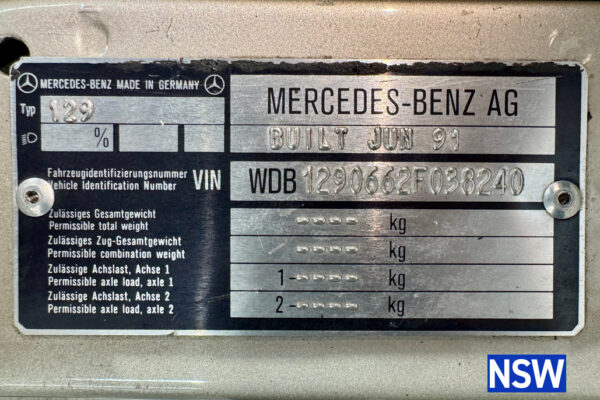 MERCEDES-BENZ MADE IN GERMANY
Typ 129
%
MERCEDES-BENZ AG
BUILT JUN 91
Fahrzeugidentifizierungsnummer
Vehicle Identification Number VIN WDB1290662F038240
Zulässiges Gesamtgewicht
Permissible total weight ---- kg
Zulässiges Zug-Gesamtgewicht
Permissible combination weight ---- kg
Zulässige Achslast, Achse 1
Permissible axle load, axle 1 1----- kg
Zulässige Achslast, Achse 2
Permissible axle load, axle 2 2----- kg
NSW